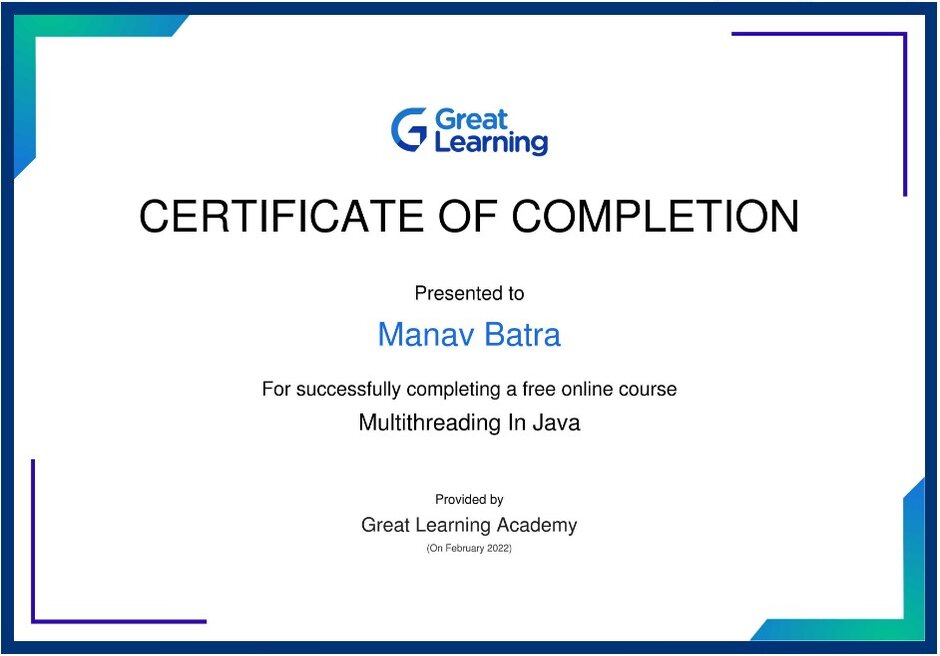 Great
Learning
CERTIFICATE OF COMPLETION
Presented to
Manav Batra
For successfully completing a free online course
Multithreading In Java
Provided by
Great Learning Academy
(On February 2022)